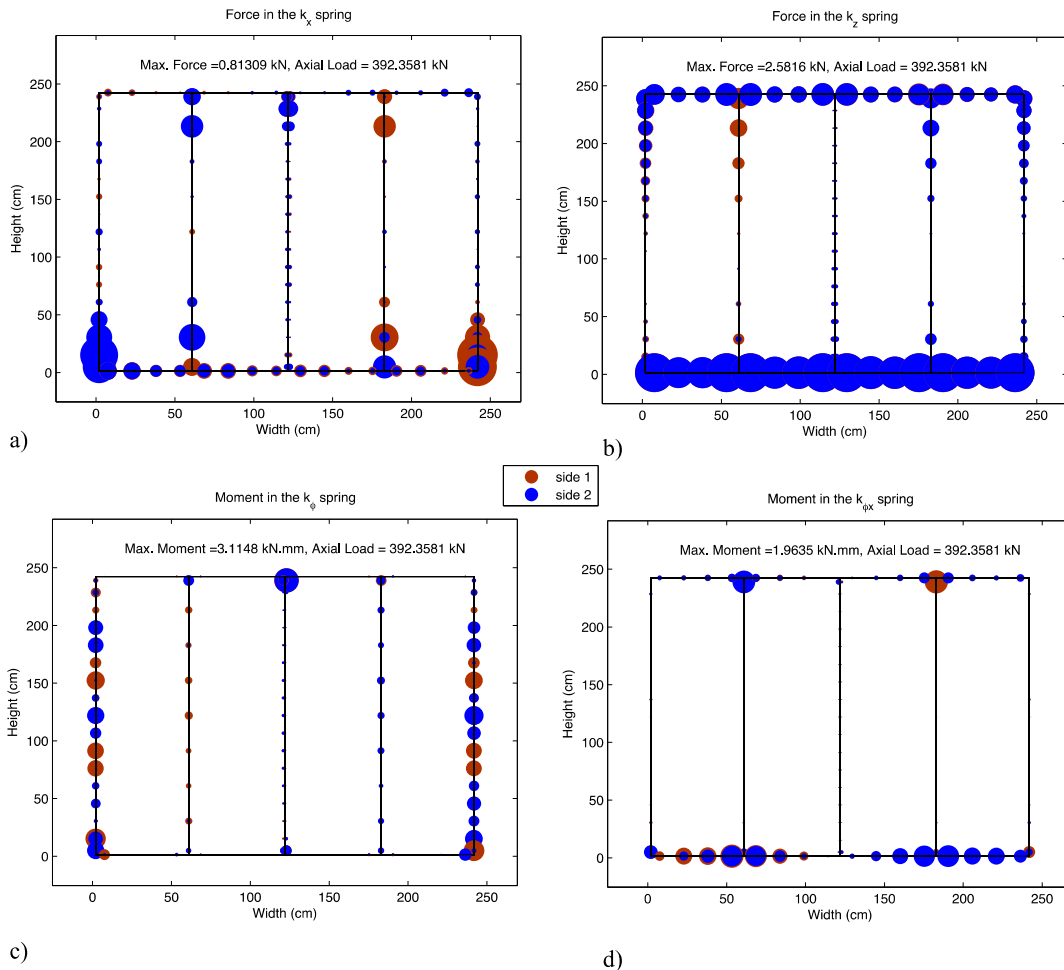 Force in the kx spring
Max. Force =0.81309 kN, Axial Load = 392.3581 kN
250
200
150
100
50
0
Height (cm)
0 50 100 150 200 250
Width (cm)
a)
Force in the kz spring
Max. Force =2.5816 kN, Axial Load = 392.3581 kN
250
200
150
100
50
0
Height (cm)
0 50 100 150 200 250
Width (cm)
b)
side 1
side 2
Moment in the kϕ spring
Max. Moment =3.1148 kN.mm, Axial Load = 392.3581 kN
250
200
150
100
50
0
Height (cm)
0 50 100 150 200 250
Width (cm)
c)
Moment in the kϕx spring
Max. Moment =1.9635 kN.mm, Axial Load = 392.3581 kN
250
200
150
100
50
0
Height (cm)
0 50 100 150 200 250
Width (cm)
d)